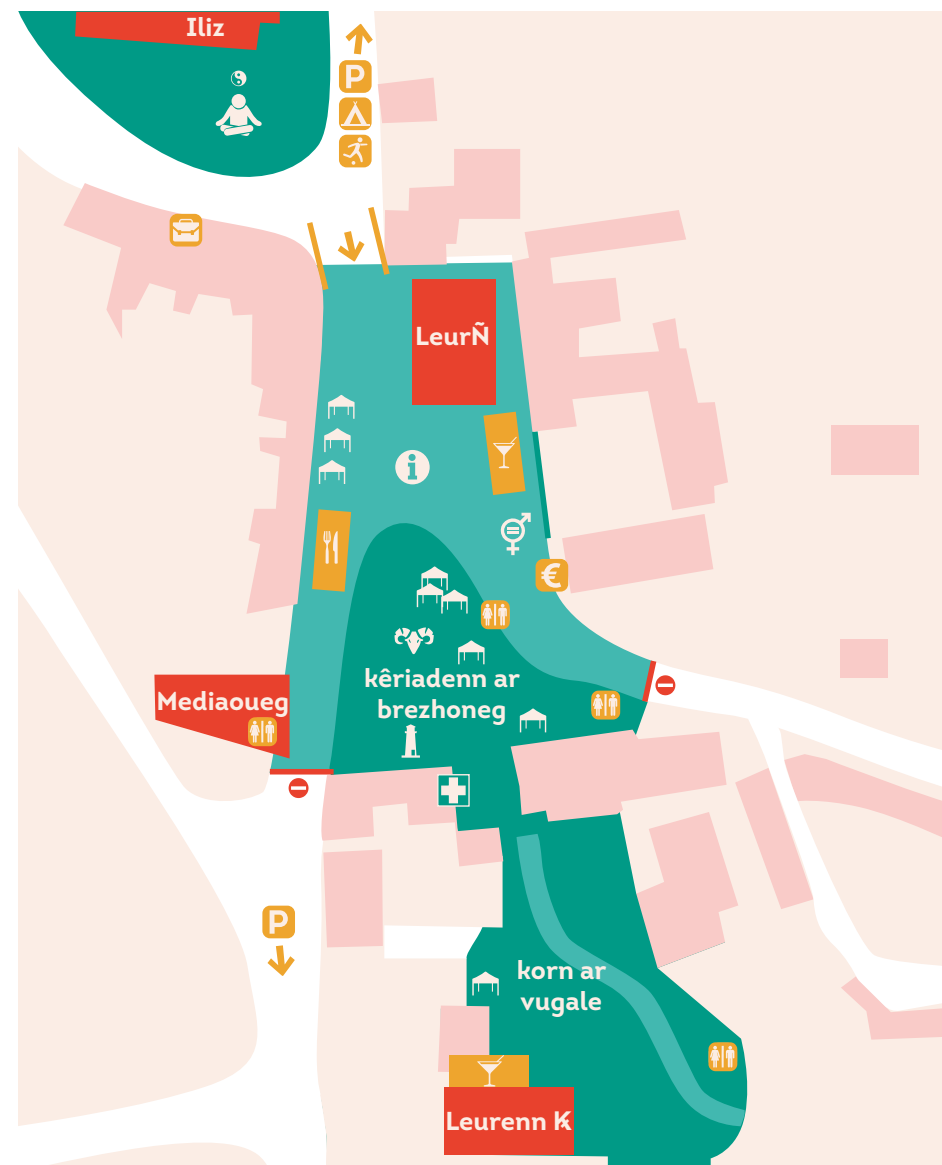 Iliz
P
LeurÑ
i
€
kêriadenn ar
brezhoneg
Mediaoueg
P
korn ar
vugale
Leurenn Ꝃ